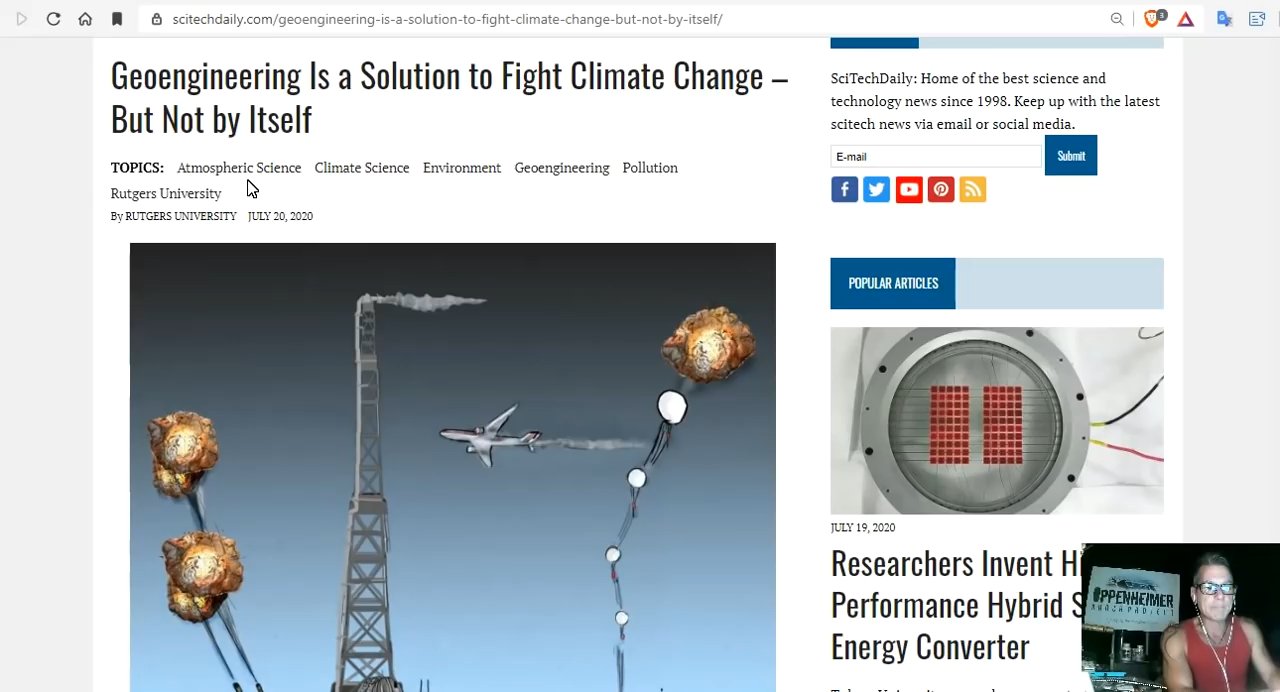 scitechdaily.com/geoengineering-is-a-solution-to-fight-climate-change-but-not-by-itself/
3
Geoengineering Is a Solution to Fight Climate Change –
But Not by Itself
TOPICS: Atmospheric Science Climate Science Environment Geoengineering Pollution
Rutgers University
By RUTGERS UNIVERSITY JULY 20, 2020
SciTechDaily: Home of the best science and
technology news since 1998. Keep up with the latest
scitech news via email or social media.
E-mail
Submit
POPULAR ARTICLES
JULY 19, 2020
Researchers Invent
Performance Hybrid
Energy Converter
OPPENHEIMER
PROJECT